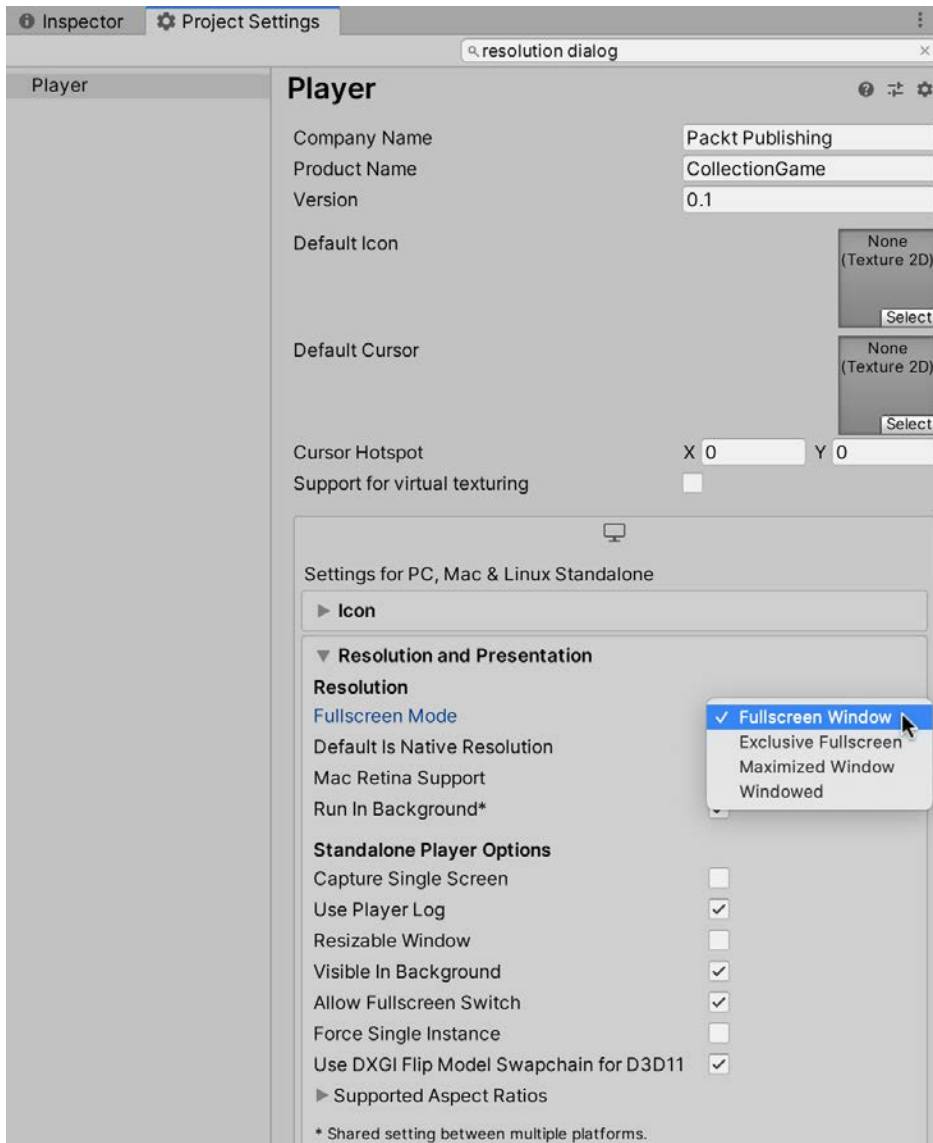 Inspector Project Settings
resolution dialog
Player
Player
Company Name Packt Publishing
Product Name CollectionGame
Version 0.1
Default Icon None
(Texture 2D)
Select
Default Cursor None
(Texture 2D)
Select
Cursor Hotspot X 0 Y 0
Support for virtual texturing
Settings for PC, Mac & Linux Standalone
Icon
Resolution and Presentation
Resolution
Fullscreen Mode ✓ Fullscreen Window
Exclusive Fullscreen
Default Is Native Resolution
Maximized Window
Mac Retina Support
Windowed
Run In Background*
Standalone Player Options
Capture Single Screen
Use Player Log
Resizable Window
Visible In Background
Allow Fullscreen Switch
Force Single Instance
Use DXGI Flip Model Swapchain for D3D11
Supported Aspect Ratios
* Shared setting between multiple platforms.